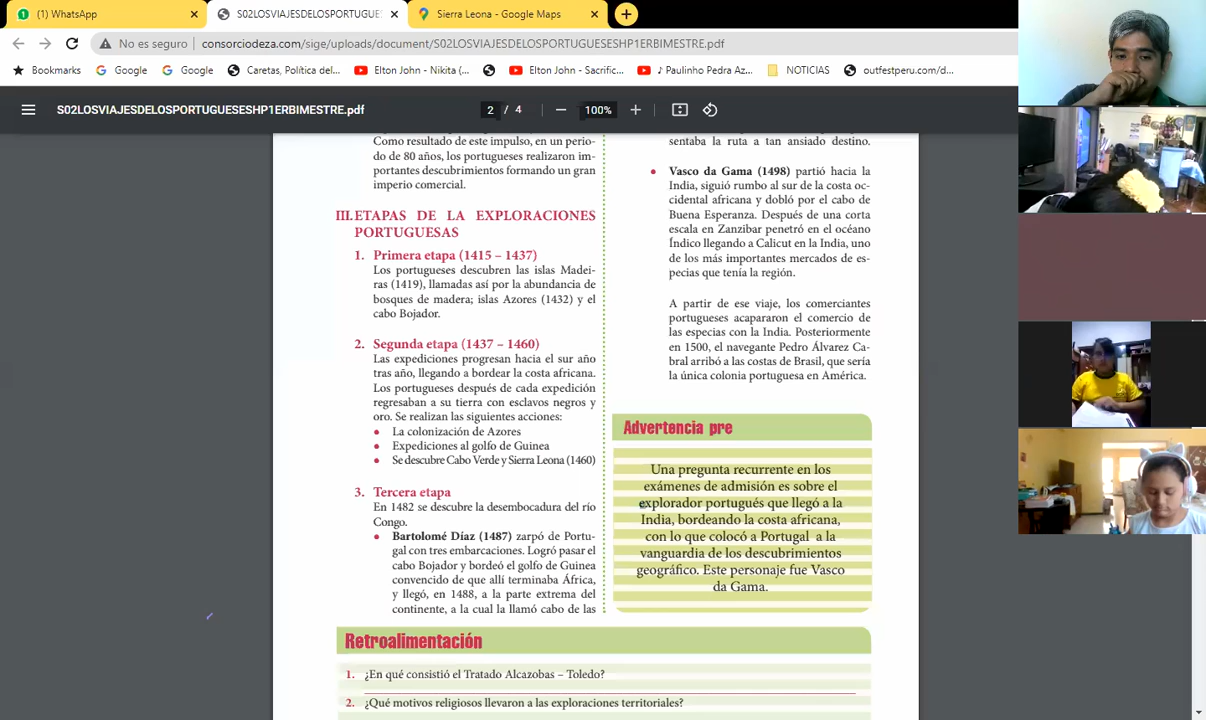 (1) WhatsApp
S02LOSVIAJESDELOSPORTUGUE
Sierra Leona - Google Maps
No es seguro
consorciodeza.com/sige/uploads/document/S02LOSVIAJESDELOSPORTUGUESESHP1ERBIMESTRE.pdf
Bookmarks
Google
Google
Caretas, Política del...
Elton John - Nikita (...
Elton John - Sacrific...
♪ Paulinho Pedra Az...
NOTICIAS
outfestperu.com/d...
S02LOSVIAJESDELOSPORTUGUESESHP1ERBIMESTRE.pdf
2 / 4
100%
Como resultado de este impulso, en un perio-
do de 80 años, los portugueses realizaron im-
portantes descubrimientos formando un gran
imperio comercial.
III. ETAPAS DE LA EXPLORACIONES
PORTUGUESAS
1. Primera etapa (1415 – 1437)
Los portugueses descubren las islas Madei-
ras (1419), llamadas así por la abundancia de
bosques de madera; islas Azores (1432) y el
cabo Bojador.
2. Segunda etapa (1437 – 1460)
Las expediciones progresan hacia el sur año
tras año, llegando a bordear la costa africana.
Los portugueses después de cada expedición
regresaban a su tierra con esclavos negros y
oro. Se realizan las siguientes acciones:
• La colonización de Azores
• Expediciones al golfo de Guinea
• Se descubre Cabo Verde y Sierra Leona (1460)
3. Tercera etapa
En 1482 se descubre la desembocadura del río
Congo.
• Bartolomé Díaz (1487) zarpó de Portu-
gal con tres embarcaciones. Logró pasar el
cabo Bojador y bordeó el golfo de Guinea
convencido de que allí terminaba África,
y llegó, en 1488, a la parte extrema del
continente, a la cual la llamó cabo de las
sentaba la ruta a tan ansiado destino.
• Vasco da Gama (1498) partió hacia la
India, siguió rumbo al sur de la costa oc-
cidental africana y dobló por el cabo de
Buena Esperanza. Después de una corta
escala en Zanzibar penetró en el océano
Índico llegando a Calicut en la India, uno
de los más importantes mercados de es-
pecias que tenía la región.
A partir de ese viaje, los comerciantes
portugueses acapararon el comercio de
las especias con la India. Posteriormente
en 1500, el navegante Pedro Álvarez Ca-
bral arribó a las costas de Brasil, que sería
la única colonia portuguesa en América.
Advertencia pre
Una pregunta recurrente en los
exámenes de admisión es sobre el
explorador portugués que llegó a la
India, bordeando la costa africana,
con lo que colocó a Portugal a la
vanguardia de los descubrimientos
geográfico. Este personaje fue Vasco
da Gama.
Retroalimentación
1. ¿En qué consistió el Tratado Alcazobas – Toledo?
2. ¿Qué motivos religiosos llevaron a las exploraciones territoriales?